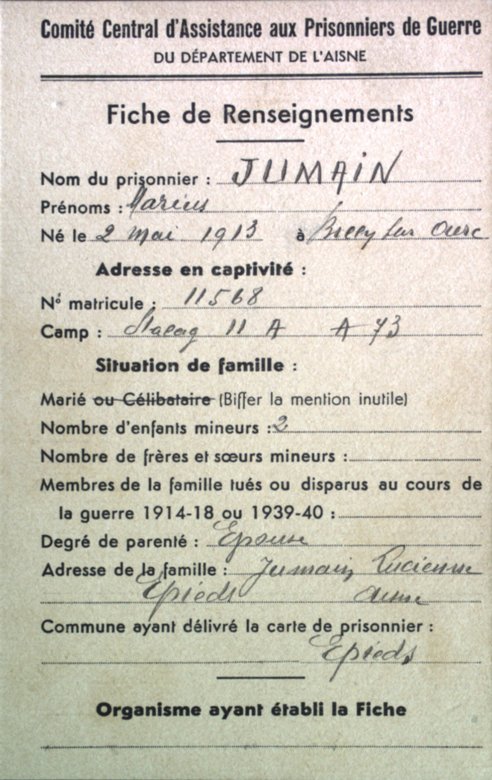 Comité Central d'Assistance aux Prisonniers de Guerre
DU DÉPARTEMENT DE L'AISNE
Fiche de Renseignements
Nom du prisonnier : JUMAIN
Prénoms : Marius
Né le 2 Mai 1913 à Billy sur Ourc
Adresse en captivité :
Nº matricule : 11568
Camp : Stalag 11 A A 73
Situation de famille :
Marié ou Célibataire (Biffer la mention inutile)
Nombre d'enfants mineurs : 2
Nombre de frères et sœurs mineurs :
Membres de la famille tués ou disparus au cours de
la guerre 1914-18 ou 1939-40 :
Degré de parenté : Epouse
Adresse de la famille : Jumain Lucienne
Epieds Aisne
Commune ayant délivré la carte de prisonnier :
Epieds
Organisme ayant établi la Fiche